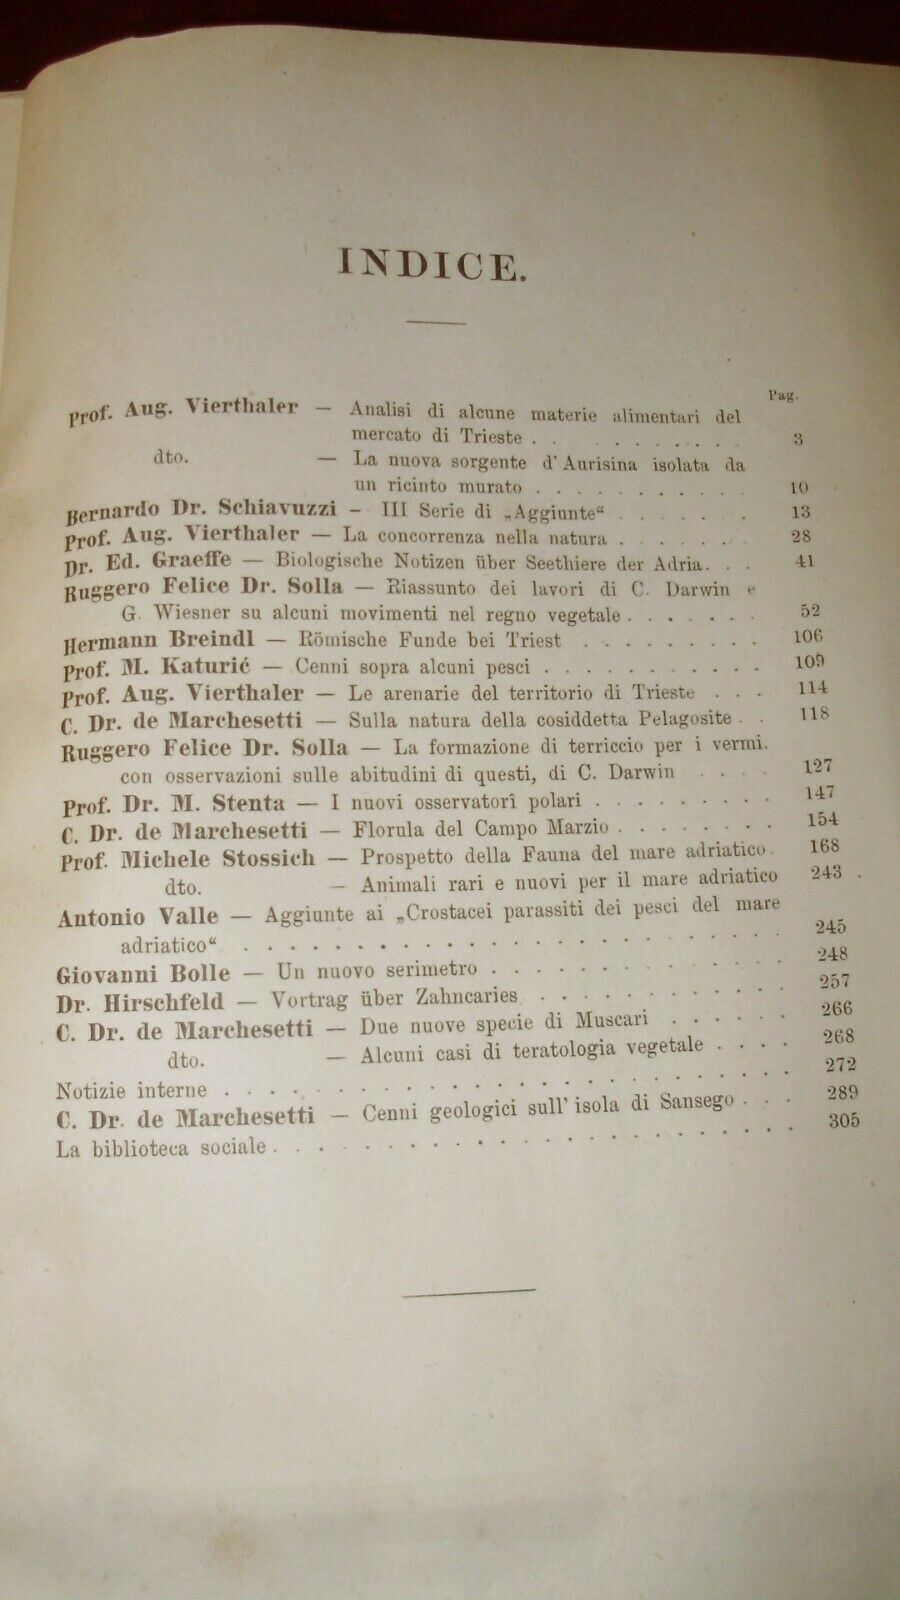 INDICE.
Pag.
Prof. Aug. Vierthaler — Analisi di alcune materie alimentari del
mercato di Trieste . . . . . . . . 3
dto. — La nuova sorgente d'Aurisina isolata da
un ricinto murato . . . . . . . . . . . 10
Bernardo Dr. Schiavuzzi – III Serie di „Aggiunte“ . . . . . . . 13
Prof. Aug. Vierthaler — La concorrenza nella natura . . . . . . . 28
Dr. Ed. Graeffe — Biologische Notizen über Seethiere der Adria. . . 41
Ruggero Felice Dr. Solla — Riassunto dei lavori di C. Darwin e
G. Wiesner su alcuni movimenti nel regno vegetale . . . . . . . 52
Hermann Breindl — Römische Funde bei Triest . . . . . . . . . 106
Prof. M. Katurić — Cenni sopra alcuni pesci . . . . . . . . . . . 109
Prof. Aug. Vierthaler — Le arenarie del territorio di Trieste . . . 114
C. Dr. de Marchesetti — Sulla natura della cosiddetta Pelagosite . . 118
Ruggero Felice Dr. Solla — La formazione di terriccio per i vermi,
con osservazioni sulle abitudini di questi, di C. Darwin . . . . 127
Prof. Dr. M. Stenta — I nuovi osservatorî polari . . . . . . . . . 147
C. Dr. de Marchesetti — Florula del Campo Marzio . . . . . . . . 154
Prof. Michele Stossich — Prospetto della Fauna del mare adriatico. 168
dto. — Animali rari e nuovi per il mare adriatico 243
Antonio Valle — Aggiunte ai „Crostacei parassiti dei pesci del mare
adriatico“ . . . . . . . . . . . . . . . . . . . . 245
Giovanni Bolle — Un nuovo serimetro . . . . . . . . . . . . . 248
Dr. Hirschfeld — Vortrag über Zahncaries . . . . . . . . . . . 257
C. Dr. de Marchesetti — Due nuove specie di Muscari . . . . . . 266
dto. — Alcuni casi di teratologia vegetale . . . . 268
Notizie interne . . . . . . . . . . . . . . . . . . . . . 272
C. Dr. de Marchesetti — Cenni geologici sull'isola di Sansego . . . 289
La biblioteca sociale . . . . . . . . . . . . . . . . . . . 305